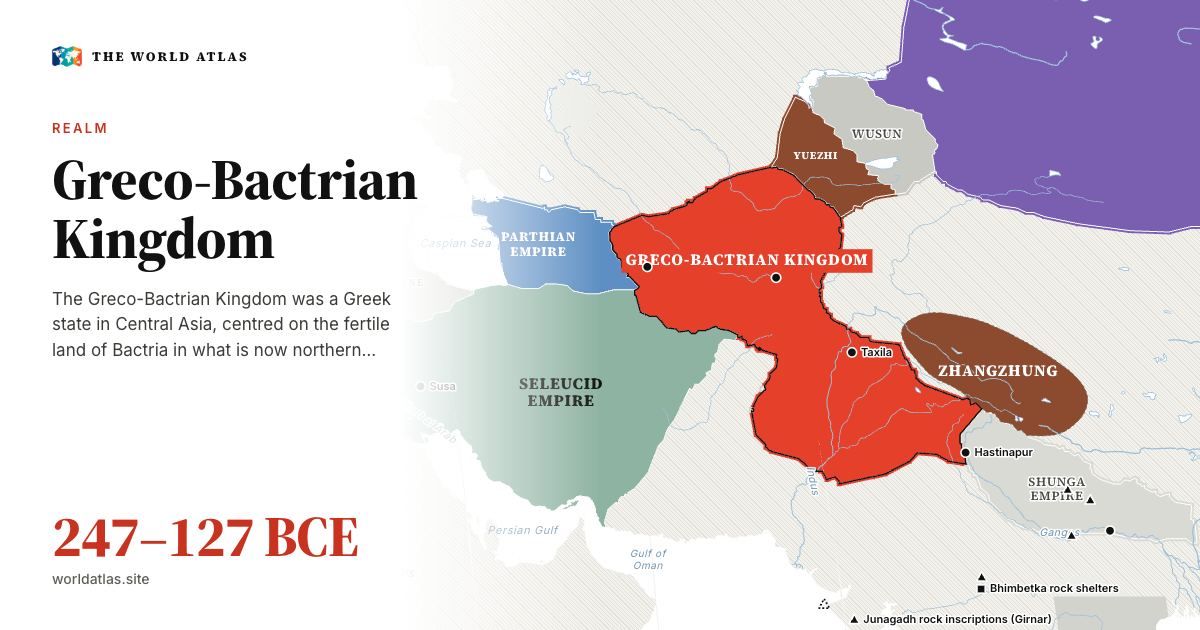 THE WORLD ATLAS
REALM
Greco-Bactrian
Kingdom
The Greco-Bactrian Kingdom was a Greek
state in Central Asia, centred on the fertile
land of Bactria in what is now northern...
247–127 BCE
worldatlas.site
WUSUN
YUEZHI
Caspian Sea
PARTHIAN
EMPIRE
GRECO-BACTRIAN KINGDOM
Taxila
ZHANGZHUNG
SELEUCID
EMPIRE
Susa
Hastinapur
Indus
SHUNGA
EMPIRE
Ganges
Persian Gulf
Gulf of
Oman
Bhimbetka rock shelters
Junagadh rock inscriptions (Girnar)